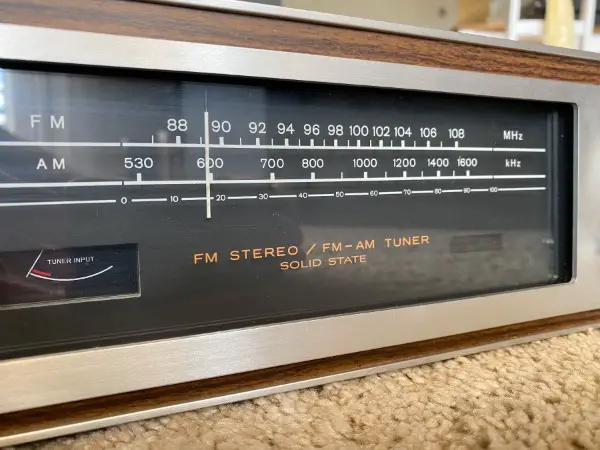 FM 88 90 92 94 96 98 100 102 104 106 108 MHz
AM 530 600 700 800 1000 1200 1400 1600 kHz
0 10 20 30 40 50 60 70 80 90 100
TUNER INPUT
FM STEREO / FM-AM TUNER
SOLID STATE